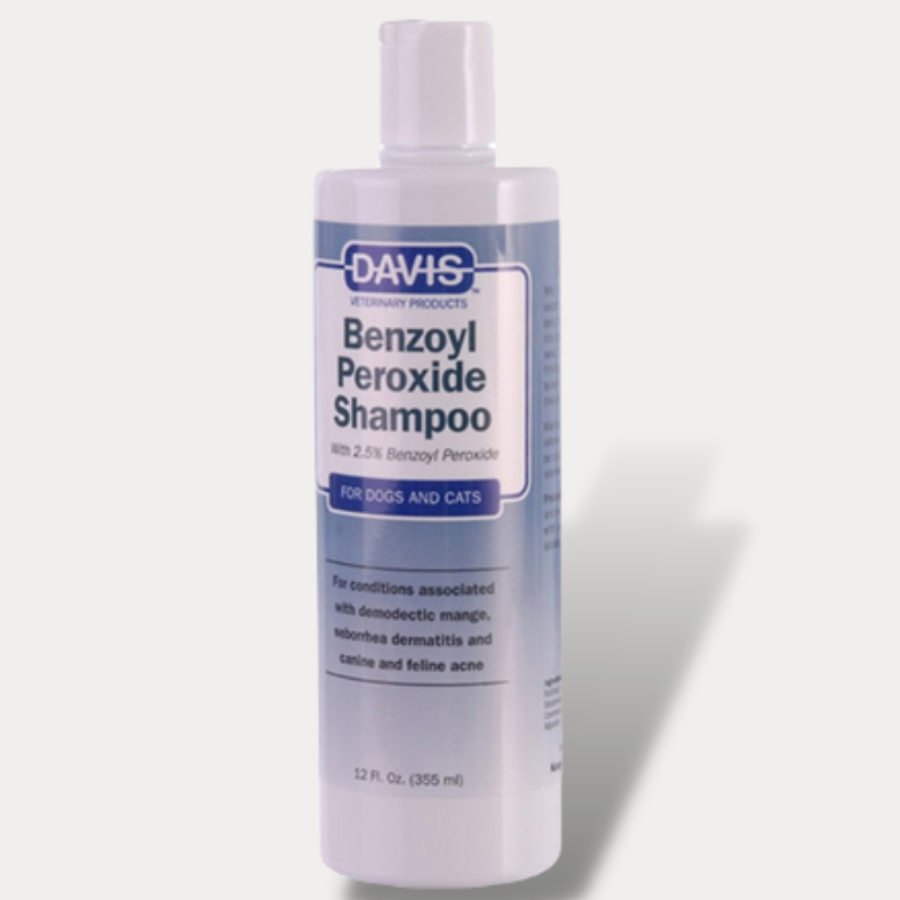 DAVIS
VETERINARY PRODUCTS
Benzoyl
Peroxide
Shampoo
With 2.5% Benzoyl Peroxide
FOR DOGS AND CATS
For conditions associated
with demodectic mange,
seborrhea dermatitis and
canine and feline acne
12 Fl. Oz. (355 ml)